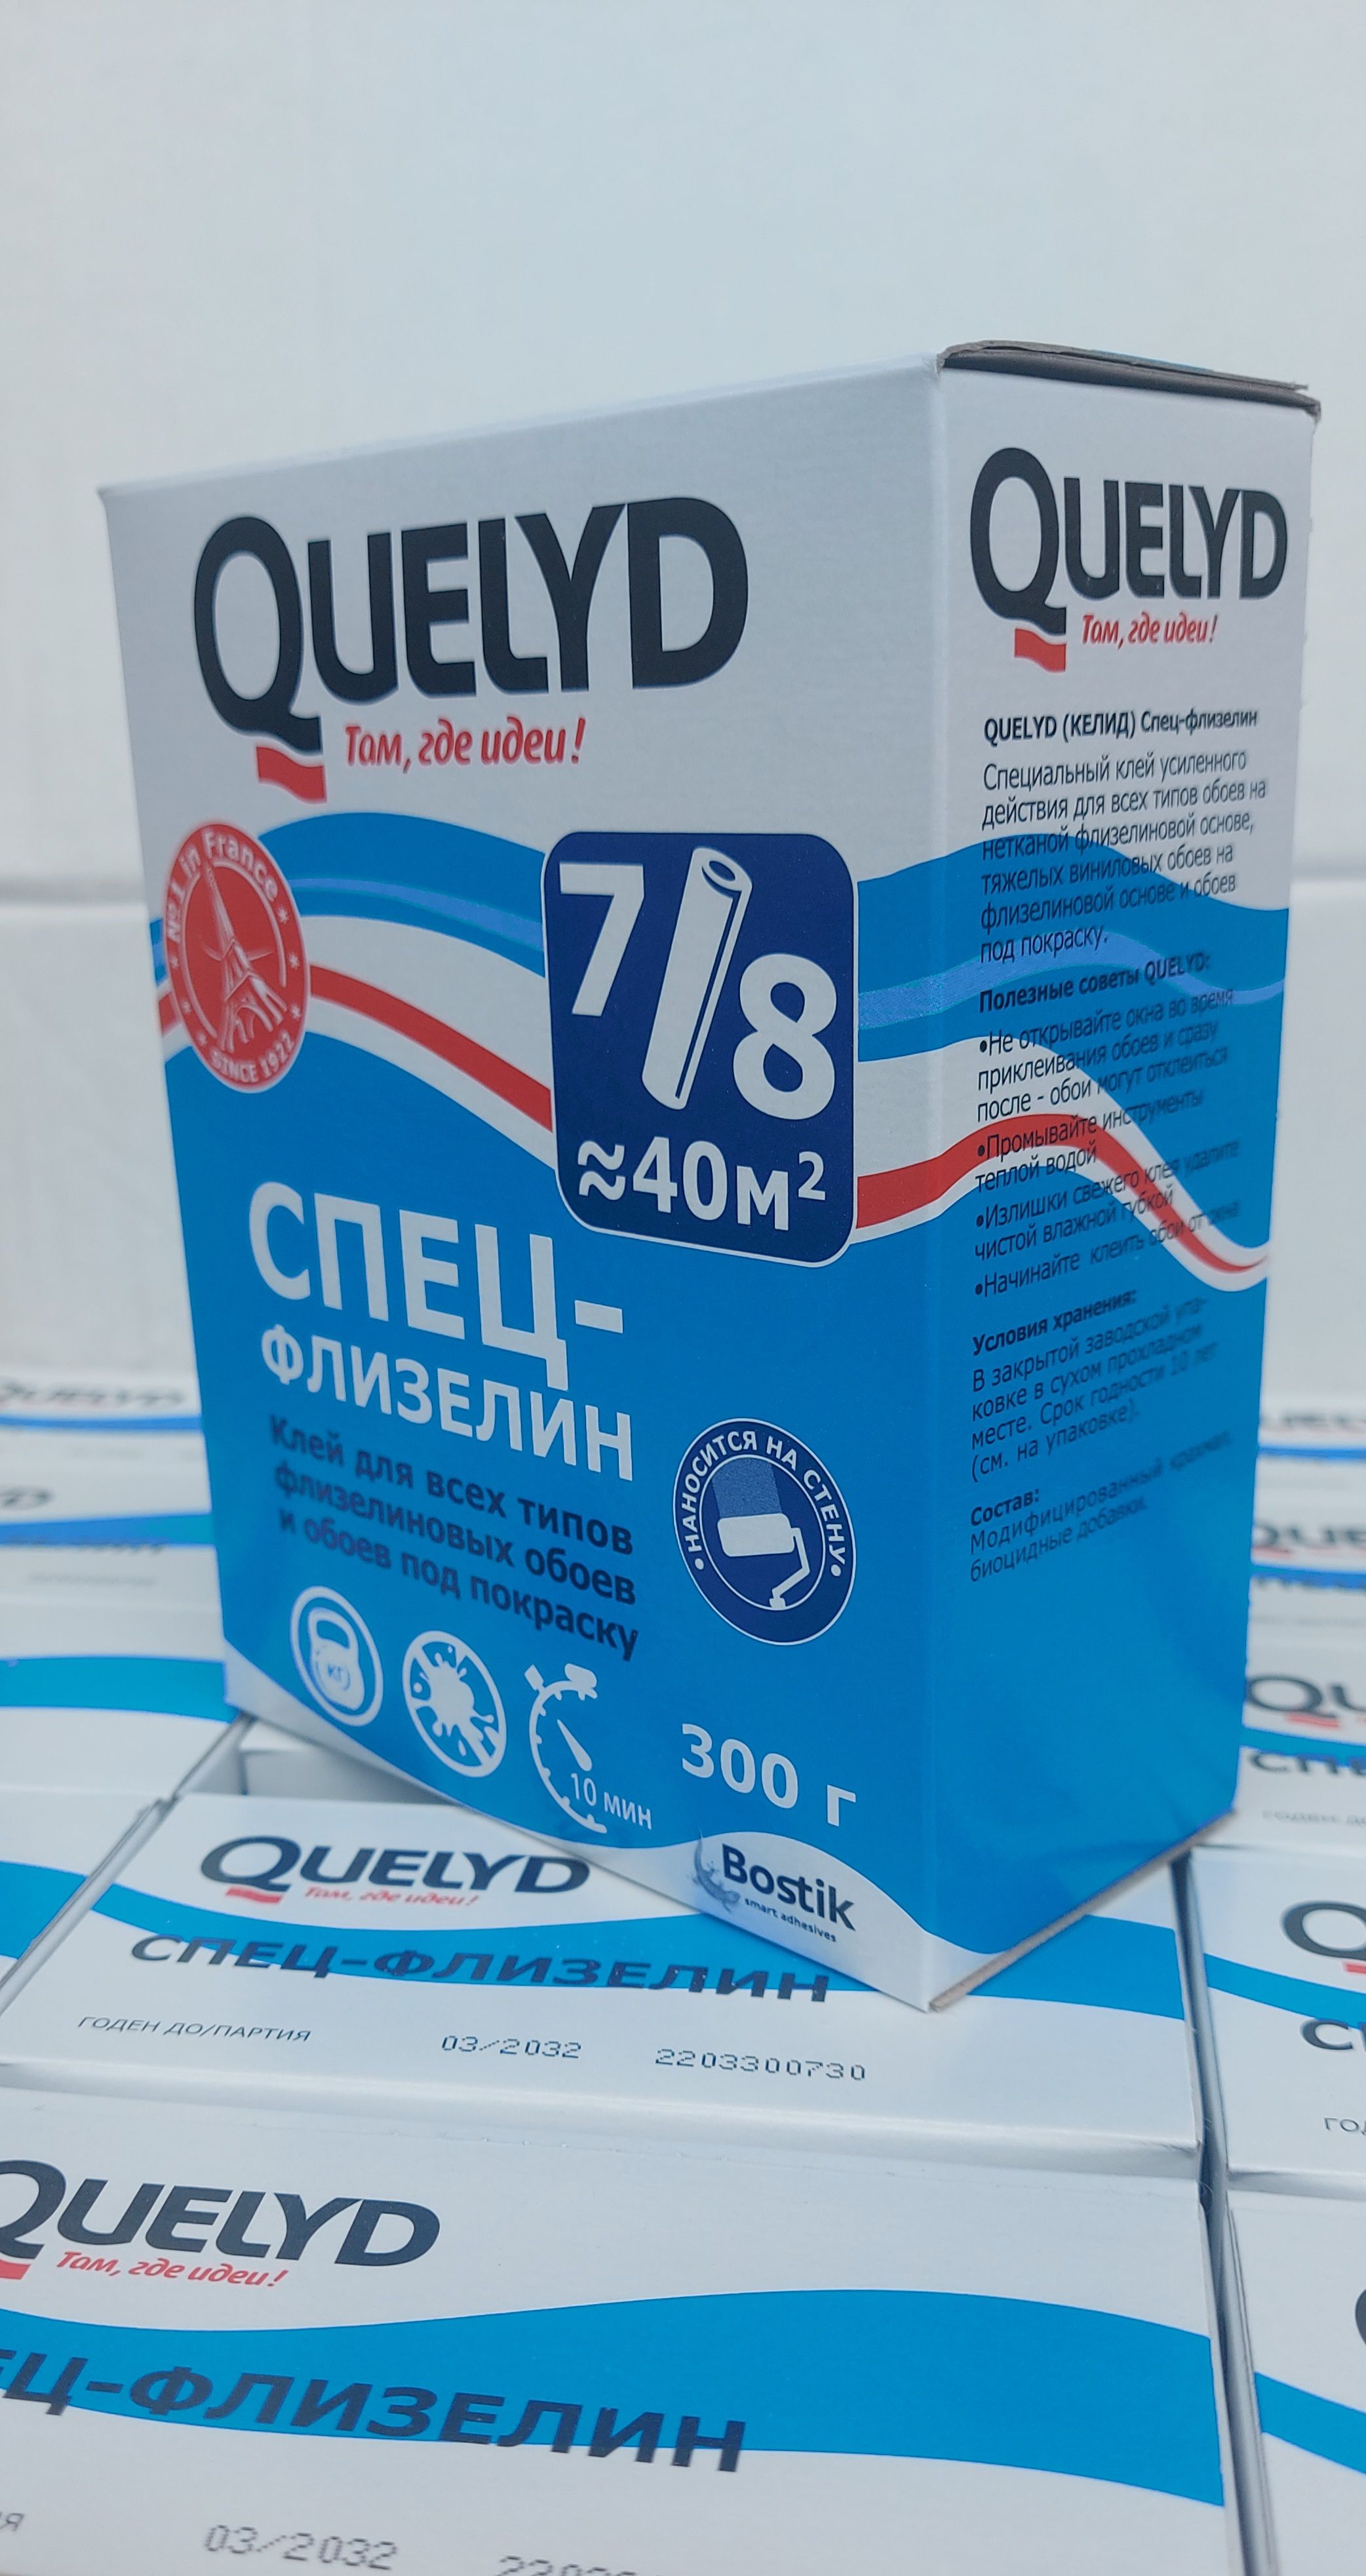 QUELYD
Там, где идеи!
№1 in France
SINCE 1922
7/8
≈40м²
СПЕЦ-
ФЛИЗЕЛИН
Клей для всех типов
флизелиновых обоев
и обоев под покраску
НАНОСИТСЯ НА СТЕНУ
КГ
10 мин
300 г
Bostik
smart adhesives
QUELYD
Там, где идеи!
QUELYD (КЕЛИД) Спец-флизелин
Специальный клей усиленного
действия для всех типов обоев на
нетканой флизелиновой основе,
тяжелых виниловых обоев на
флизелиновой основе и обоев
под покраску.
Полезные советы QUELYD:
•Не открывайте окна во время
приклеивания обоев и сразу
после - обои могут отклеиться
•Промывайте инструменты
теплой водой
•Излишки свежего клея удалите
чистой влажной губкой
•Начинайте клеить обои от окна
Условия хранения:
В закрытой заводской упа-
ковке в сухом прохладном
месте. Срок годности 10 лет
(см. на упаковке).
Состав:
Модифицированный крахмал,
биоцидные добавки.
QUELYD
QUELYD
Там, где идеи!
СПЕЦ-ФЛИЗЕЛИН
ГОДЕН ДО/ПАРТИЯ 03/2032 2203300730
QUELYD
Там, где идеи!
ЕЦ-ФЛИЗЕЛИН
03/2032